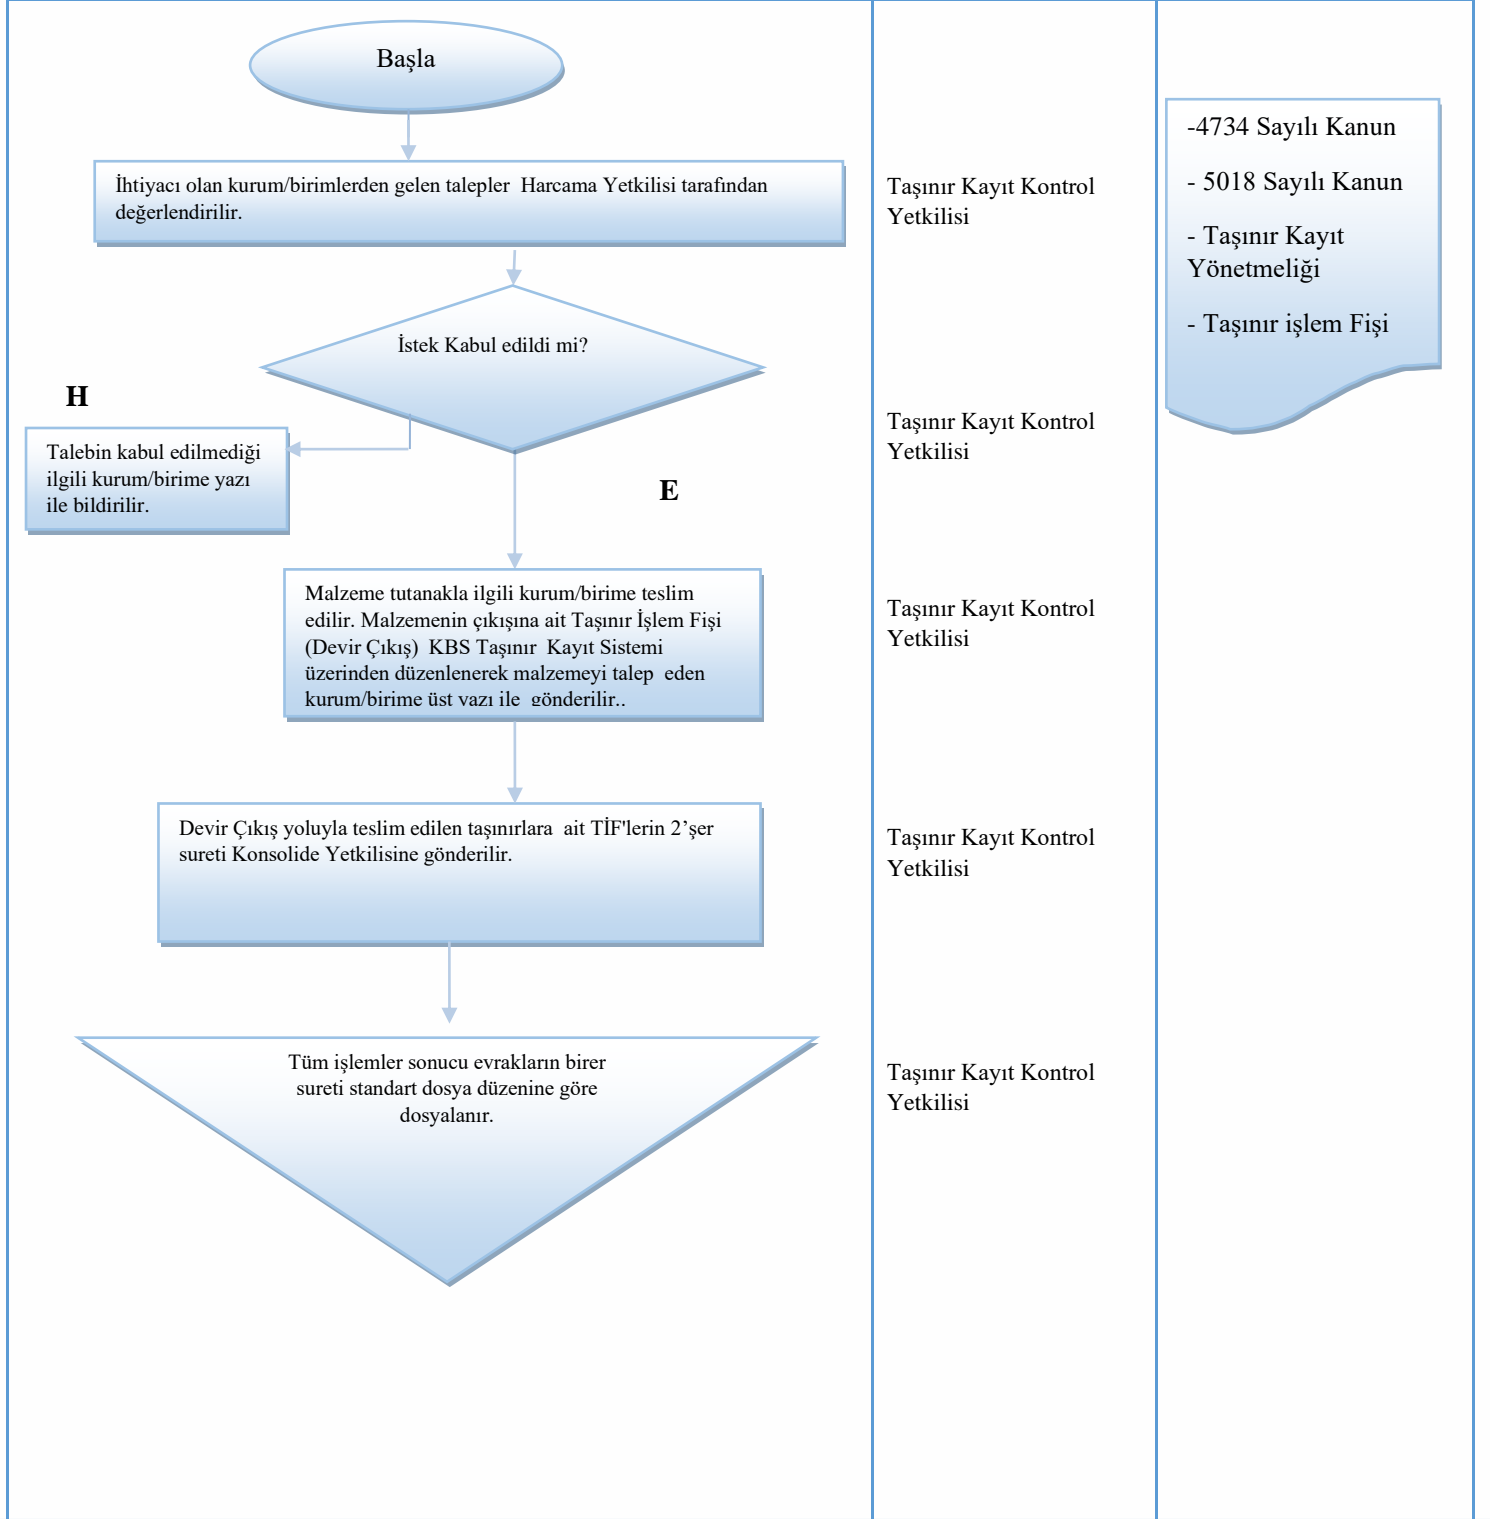 Başla
İhtiyacı olan kurum/birimlerden gelen talepler Harcama Yetkilisi tarafından
değerlendirilir.
İstek Kabul edildi mi?
H
Talebin kabul edilmediği
ilgili kurum/birime yazı
ile bildirilir.
E
Malzeme tutanakla ilgili kurum/birime teslim
edilir. Malzemenin çıkışına ait Taşınır İşlem Fişi
(Devir Çıkış) KBS Taşınır Kayıt Sistemi
üzerinden düzenlenerek malzemeyi talep eden
kurum/birime üst yazı ile gönderilir..
Devir Çıkış yoluyla teslim edilen taşınırlara ait TİF'lerin 2’şer
sureti Konsolide Yetkilisine gönderilir.
Tüm işlemler sonucu evrakların birer
sureti standart dosya düzenine göre
dosyalanır.
Taşınır Kayıt Kontrol
Yetkilisi
Taşınır Kayıt Kontrol
Yetkilisi
Taşınır Kayıt Kontrol
Yetkilisi
Taşınır Kayıt Kontrol
Yetkilisi
Taşınır Kayıt Kontrol
Yetkilisi
-4734 Sayılı Kanun
- 5018 Sayılı Kanun
- Taşınır Kayıt
Yönetmeliği
- Taşınır işlem Fişi